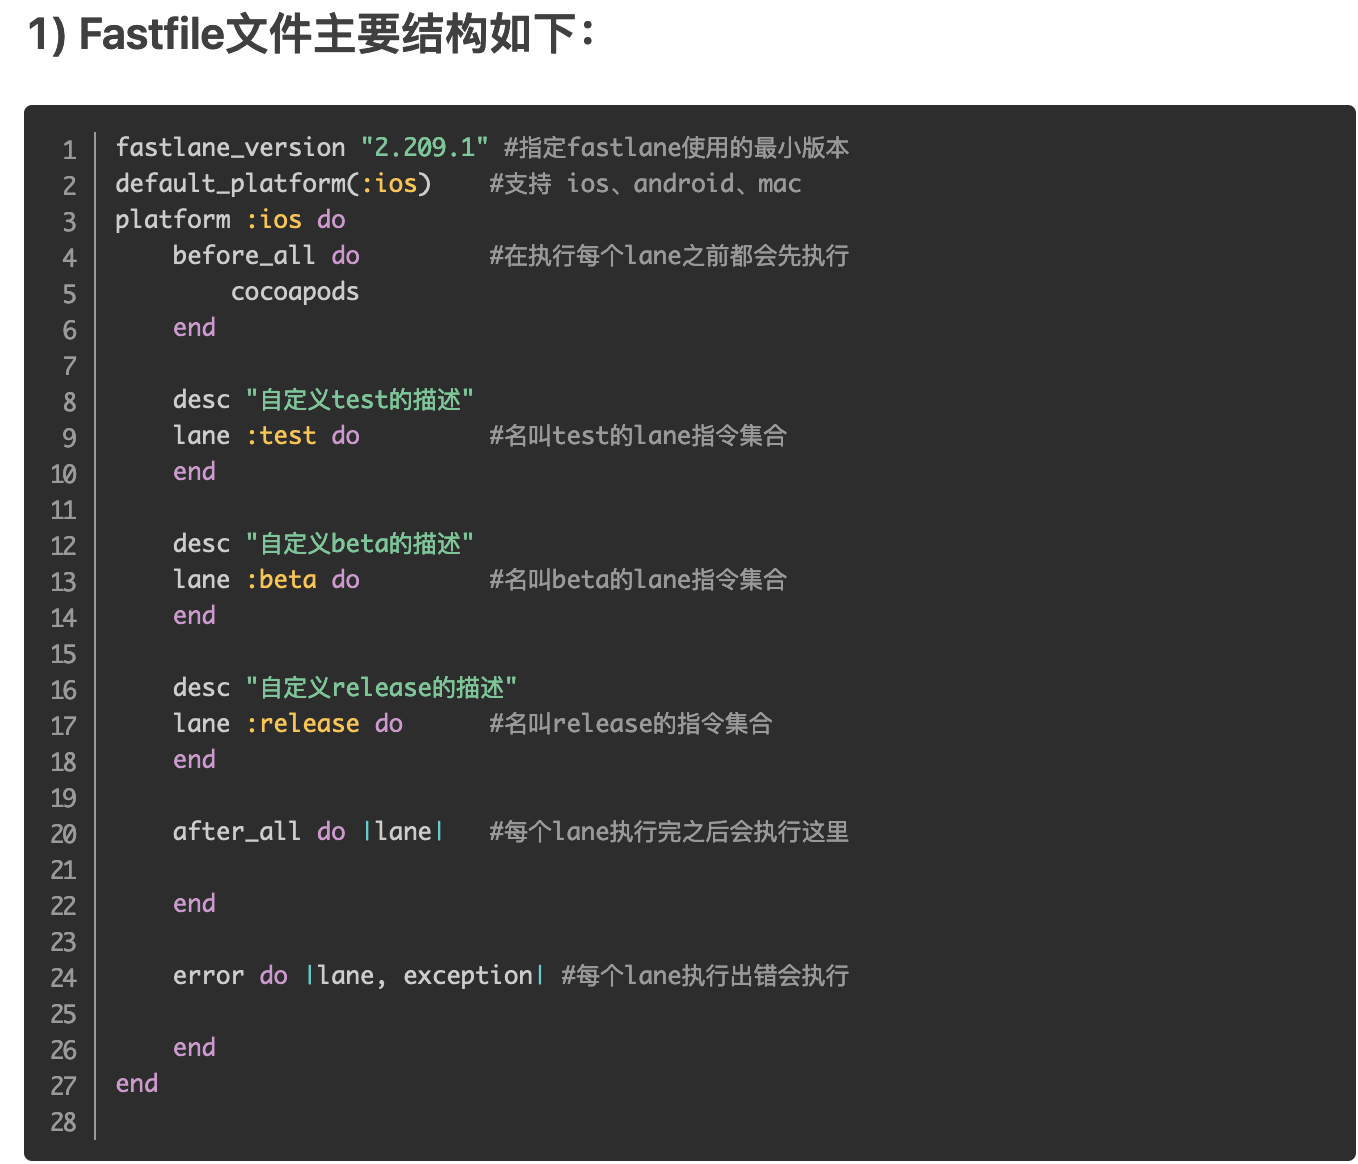 1) Fastfile文件主要结构如下：
1 fastlane_version "2.209.1" #指定fastlane使用的最小版本
2 default_platform(:ios)    #支持 ios、android、mac
3 platform :ios do
4     before_all do         #在执行每个lane之前都会先执行
5         cocoapods
6     end
7
8     desc "自定义test的描述"
9     lane :test do         #名叫test的lane指令集合
10     end
11
12     desc "自定义beta的描述"
13     lane :beta do         #名叫beta的lane指令集合
14     end
15
16     desc "自定义release的描述"
17     lane :release do      #名叫release的指令集合
18     end
19
20     after_all do |lane|   #每个lane执行完之后会执行这里
21
22     end
23
24     error do |lane, exception| #每个lane执行出错会执行
25
26     end
27 end
28